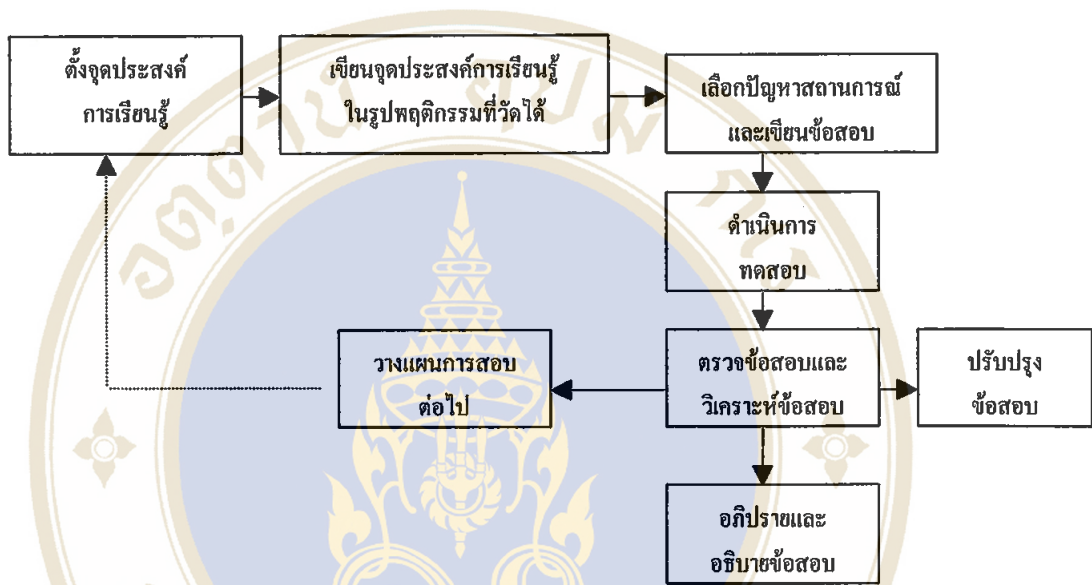 ตั้งจุดประสงค์
การเรียนรู้
เขียนจุดประสงค์การเรียนรู้
ในรูปพฤติกรรมที่วัดได้
เลือกปัญหาสถานการณ์
และเขียนข้อสอบ
ดำเนินการ
ทดสอบ
วางแผนการสอบ
ต่อไป
ตรวจข้อสอบและ
วิเคราะห์ข้อสอบ
ปรับปรุง
ข้อสอบ
อภิปรายและ
อธิบายข้อสอบ